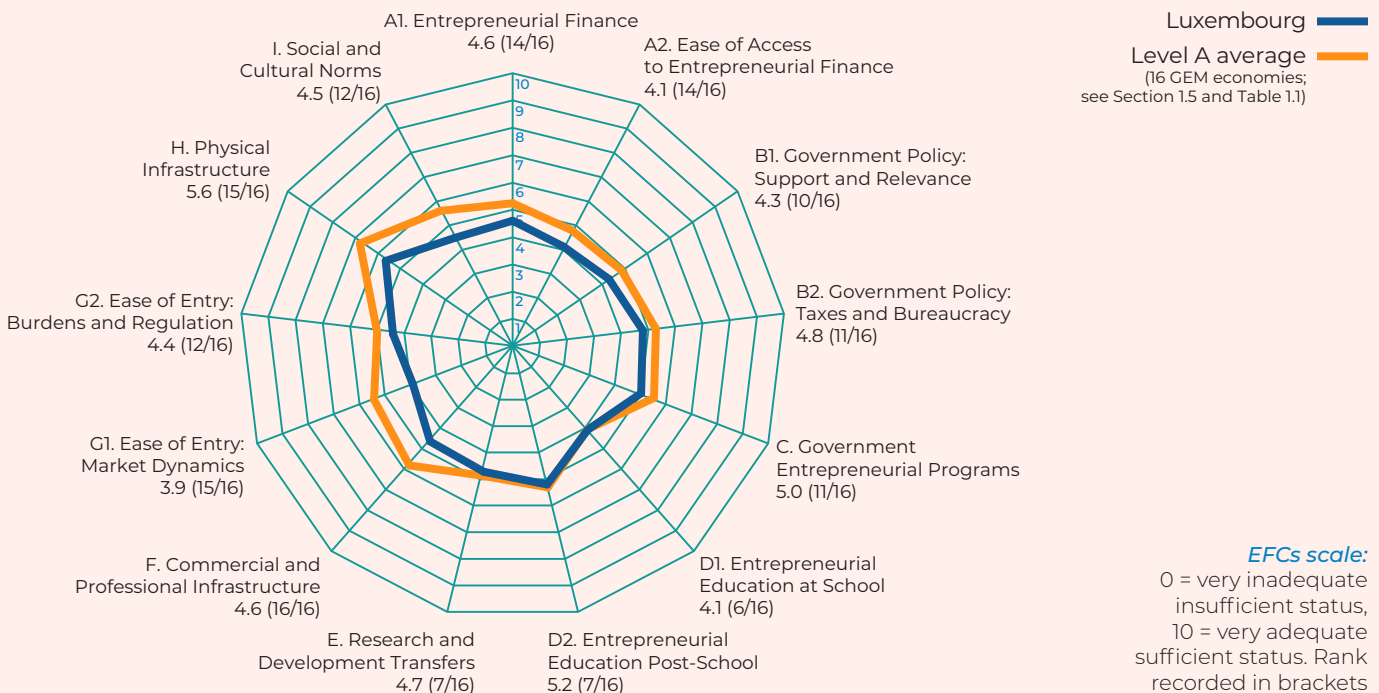 A1. Entrepreneurial Finance
4.6 (14/16)
A2. Ease of Access
to Entrepreneurial Finance
4.1 (14/16)
B1. Government Policy:
Support and Relevance
4.3 (10/16)
B2. Government Policy:
Taxes and Bureaucracy
4.8 (11/16)
C. Government
Entrepreneurial Programs
5.0 (11/16)
D1. Entrepreneurial
Education at School
4.1 (6/16)
D2. Entrepreneurial
Education Post-School
5.2 (7/16)
E. Research and
Development Transfers
4.7 (7/16)
F. Commercial and
Professional Infrastructure
4.6 (16/16)
G1. Ease of Entry:
Market Dynamics
3.9 (15/16)
G2. Ease of Entry:
Burdens and Regulation
4.4 (12/16)
H. Physical
Infrastructure
5.6 (15/16)
I. Social and
Cultural Norms
4.5 (12/16)
10
9
8
7
6
5
4
3
2
1
Luxembourg
Level A average
(16 GEM economies;
see Section 1.5 and Table 1.1)
EFCs scale:
0 = very inadequate
insufficient status,
10 = very adequate
sufficient status. Rank
recorded in brackets